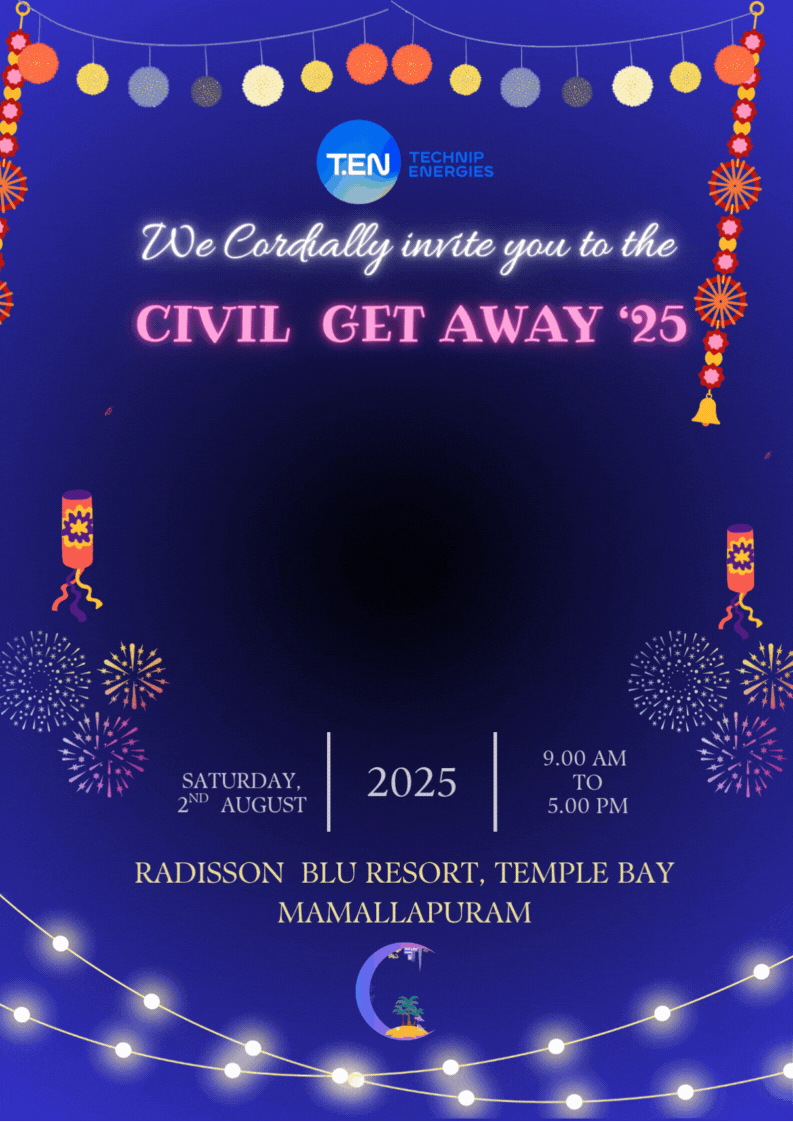 T.EN TECHNIP
ENERGIES
We Cordially invite you to the
CIVIL GET AWAY ‘25
SATURDAY,
2ND AUGUST
2025
9.00 AM
TO
5.00 PM
RADISSON BLU RESORT, TEMPLE BAY
MAMALLAPURAM